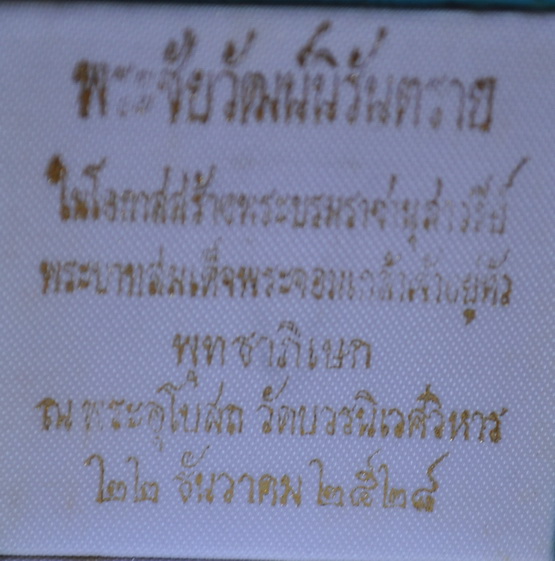 พระชัยวัฒน์นิรันตราย
ในโอกาสสร้างพระบรมราชานุสาวรีย์
พระบาทสมเด็จพระจอมเกล้าเจ้าอยู่หัว
พุทธาภิเษก
ณ พระอุโบสถ วัดบวรนิเวศวิหาร
๒๒ ธันวาคม ๒๕๒๘